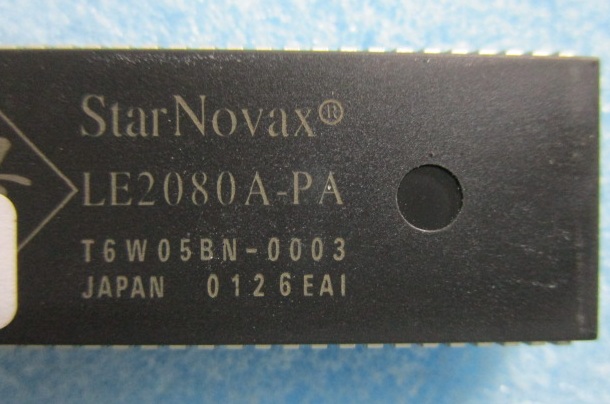 StarNovax®
LE2080A-PA
T6W05BN-0003
JAPAN 0126EAI